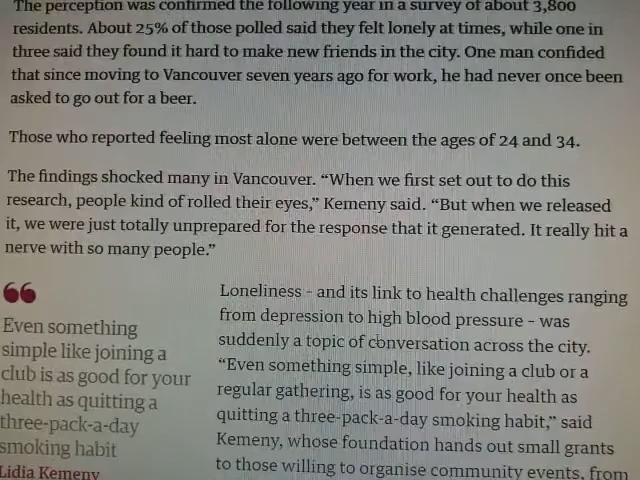 The perception was confirmed the following year in a survey of about 3,800
residents. About 25% of those polled said they felt lonely at times, while one in
three said they found it hard to make new friends in the city. One man confided
that since moving to Vancouver seven years ago for work, he had never once been
asked to go out for a beer.
Those who reported feeling most alone were between the ages of 24 and 34.
The findings shocked many in Vancouver. “When we first set out to do this
research, people kind of rolled their eyes,” Kemeny said. “But when we released
it, we were just totally unprepared for the response that it generated. It really hit a
nerve with so many people.”
Even something
simple like joining a
club is as good for your
health as quitting a
three-pack-a-day
smoking habit
Lidia Kemeny
Loneliness – and its link to health challenges ranging
from depression to high blood pressure – was
suddenly a topic of conversation across the city.
“Even something simple, like joining a club or a
regular gathering, is as good for your health as
quitting a three-pack-a-day smoking habit,” said
Kemeny, whose foundation hands out small grants
to those willing to organise community events, from